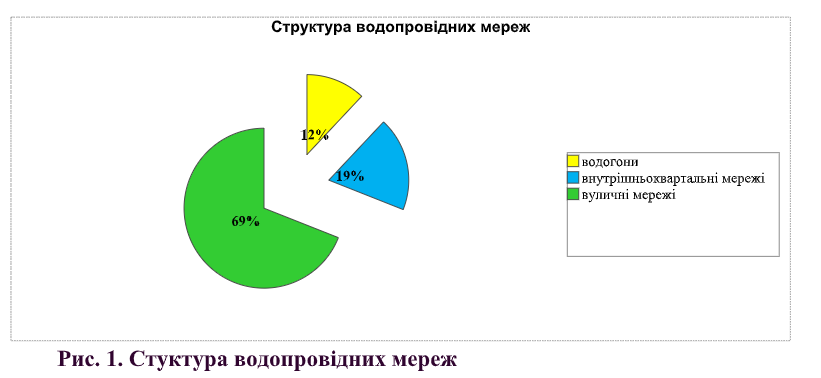 Структура водопровідних мереж
12%
19%
69%
водогони
внутрішньохвартальні мережі
вуличні мережі
Рис. 1. Стуктура водопровідних мереж